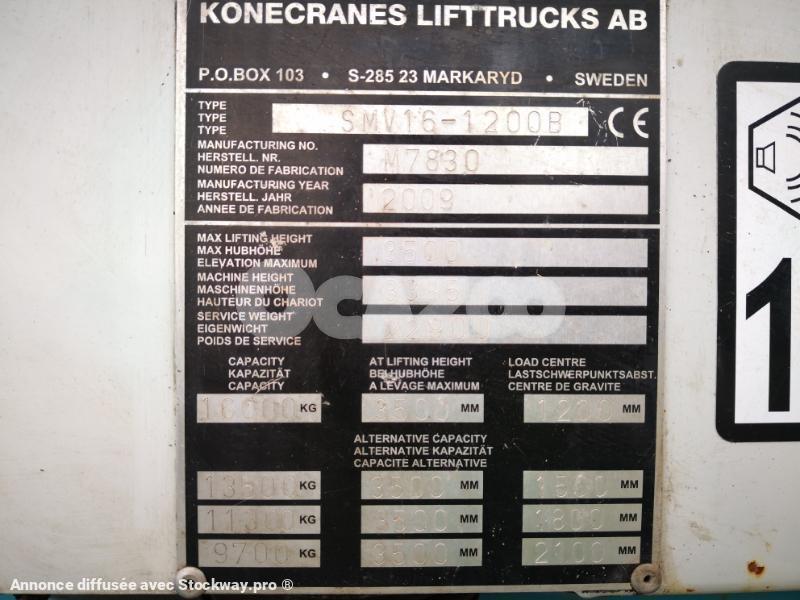 KONECRANES LIFTTRUCKS AB
P.O.BOX 103 • S-285 23 MARKARYD • SWEDEN
TYPE
TYPE
TYPE
SMV16-1200B CE
MANUFACTURING NO.
HERSTELL. NR.
NUMERO DE FABRICATION
M7830
MANUFACTURING YEAR
HERSTELL. JAHR
ANNEE DE FABRICATION
2009
MAX LIFTING HEIGHT
MAX HUBHÖHE
ELEVATION MAXIMUM
3500
MACHINE HEIGHT
MASCHINENHÖHE
HAUTEUR DU CHARIOT
SERVICE WEIGHT
EIGENWICHT
POIDS DE SERVICE
OCAZOO
CAPACITY
KAPAZITÄT
CAPACITY
AT LIFTING HEIGHT
BEI HUBHÖHE
A LEVAGE MAXIMUM
LOAD CENTRE
LASTSCHWERPUNKTSABST.
CENTRE DE GRAVITE
16000 KG 3500 MM 1200 MM
ALTERNATIVE CAPACITY
ALTERNATIVE KAPAZITÄT
CAPACITE ALTERNATIVE
13500 KG 3500 MM 1500 MM
KG 3500 MM 1800 MM
9700 KG 3500 MM 2100 MM
1
Annonce diffusée avec Stockway.pro ®